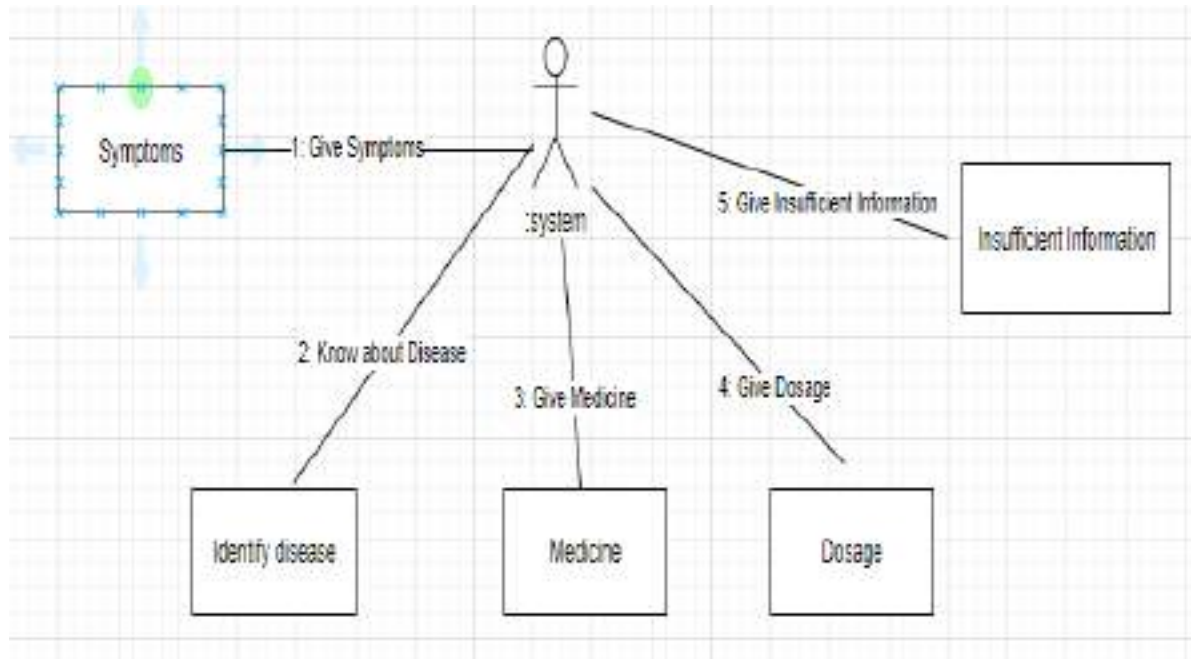 Symptoms
1: Give Symptoms
:system
5: Give Insufficient Information
Insufficient Information
2: Know about Disease
3: Give Medicine
4: Give Dosage
Identify disease
Medicine
Dosage